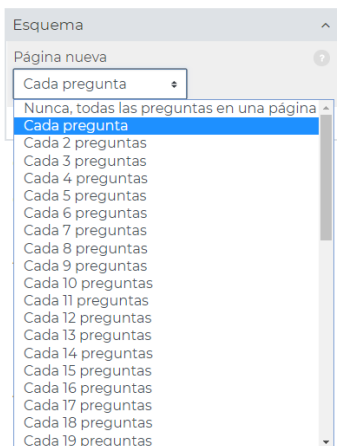 Esquema
Página nueva
?
Cada pregunta
Nunca, todas las preguntas en una página
Cada pregunta
Cada 2 preguntas
Cada 3 preguntas
Cada 4 preguntas
Cada 5 preguntas
Cada 6 preguntas
Cada 7 preguntas
Cada 8 preguntas
Cada 9 preguntas
Cada 10 preguntas
Cada 11 preguntas
Cada 12 preguntas
Cada 13 preguntas
Cada 14 preguntas
Cada 15 preguntas
Cada 16 preguntas
Cada 17 preguntas
Cada 18 preguntas
Cada 19 preguntas